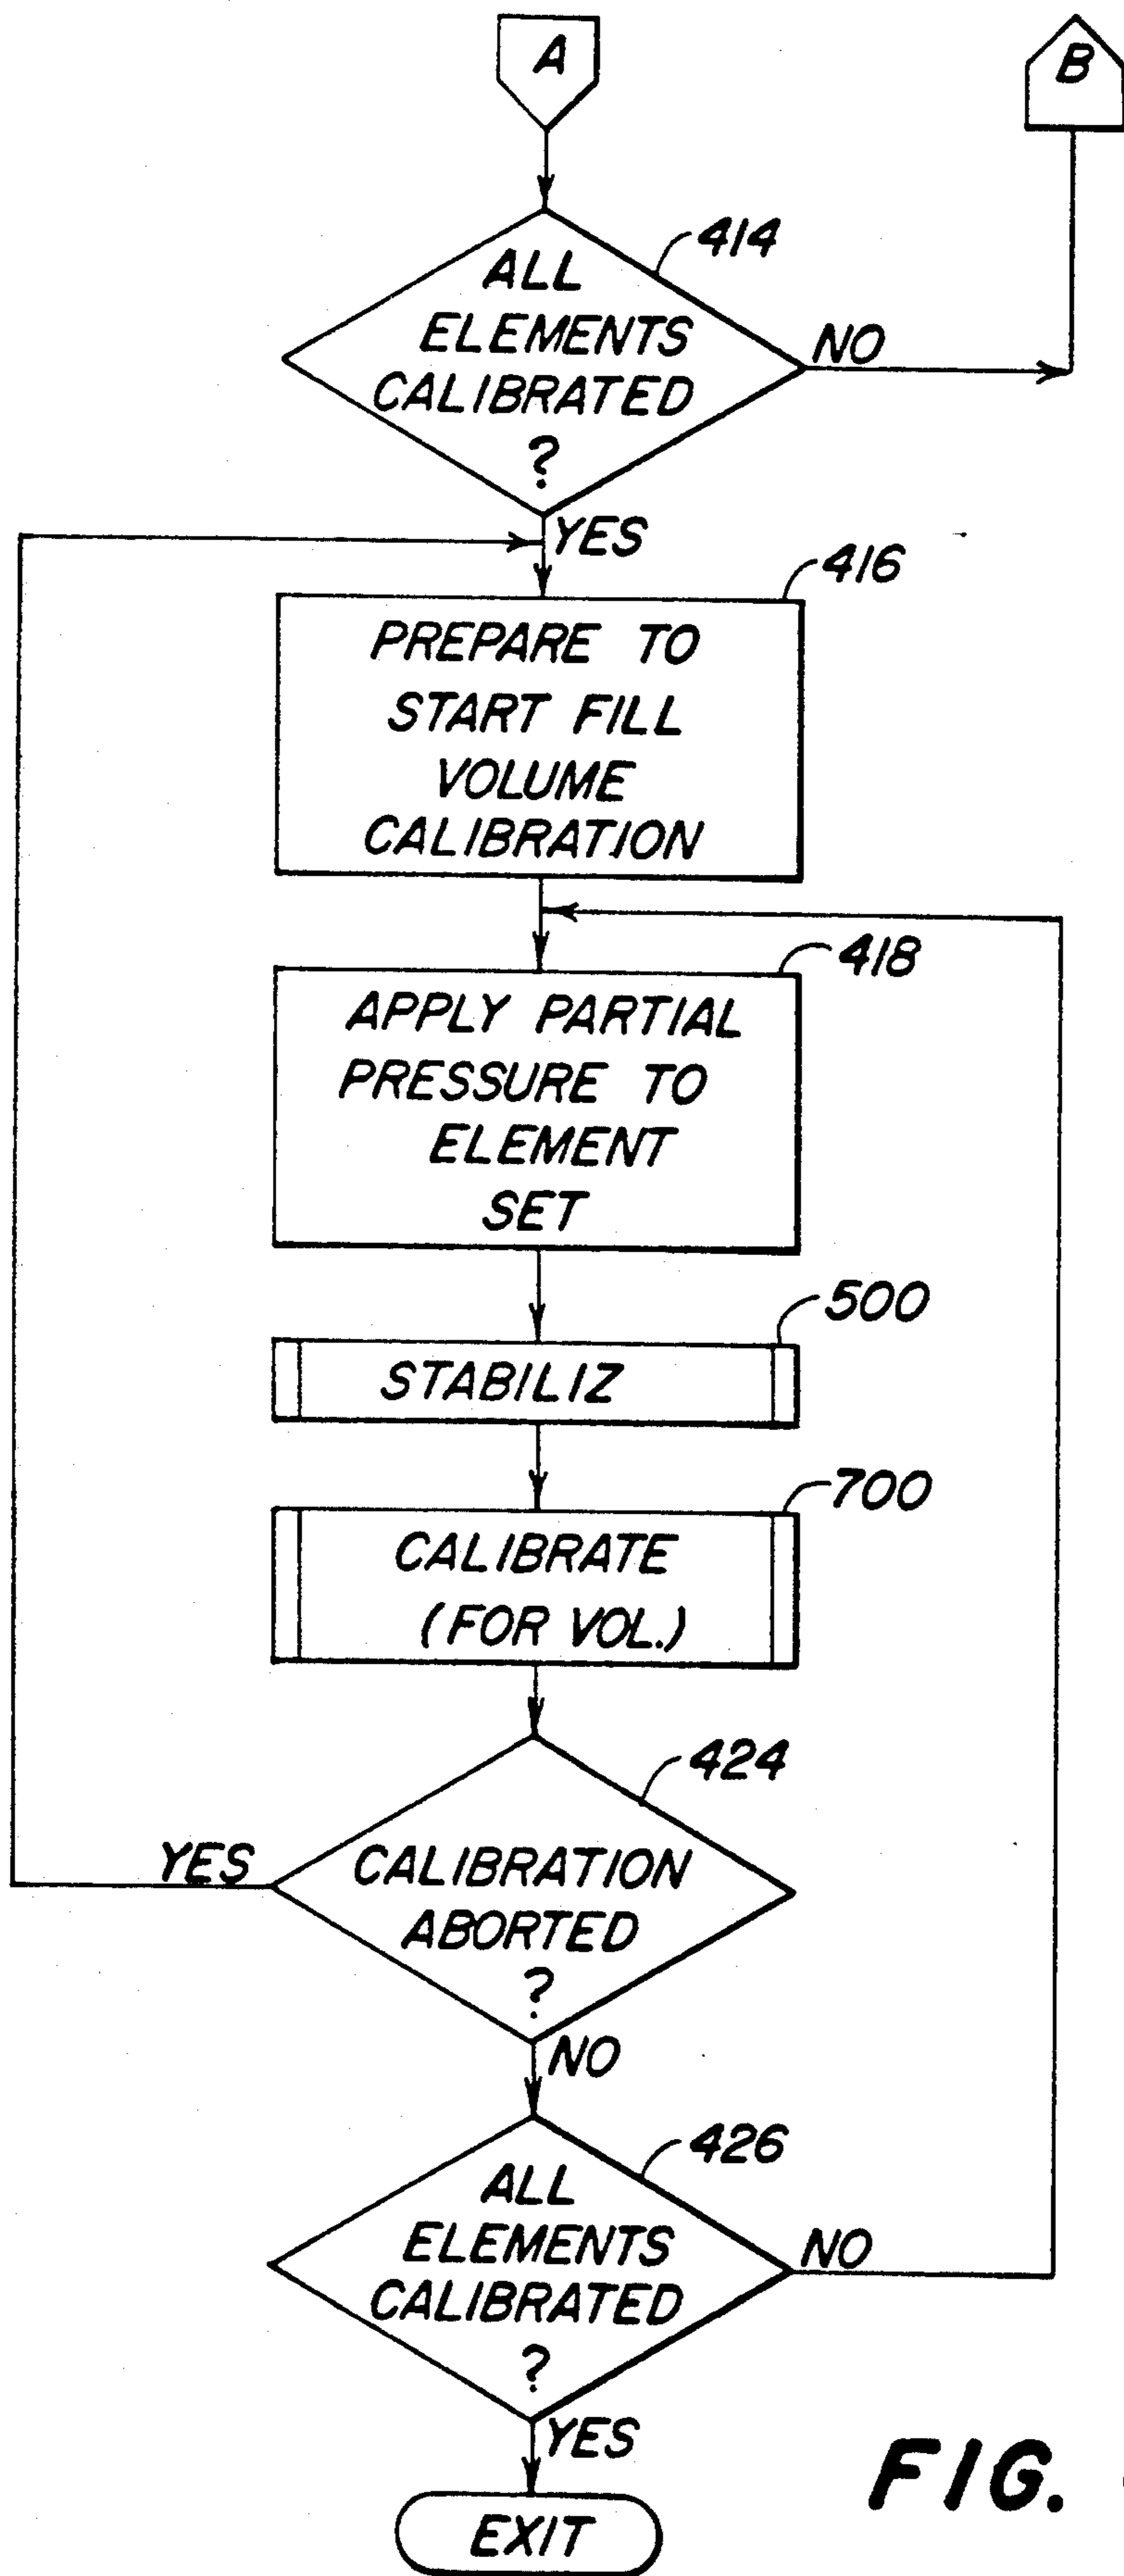 A
B
414
ALL
ELEMENTS
CALIBRATED
?
NO
YES
416
PREPARE TO
START FILL
VOLUME
CALIBRATION
418
APPLY PARTIAL
PRESSURE TO
ELEMENT
SET
500
STABILIZ
700
CALIBRATE
(FOR VOL.)
424
YES
CALIBRATION
ABORTED
?
NO
426
ALL
ELEMENTS
CALIBRATED
?
NO
YES
EXIT
FIG.